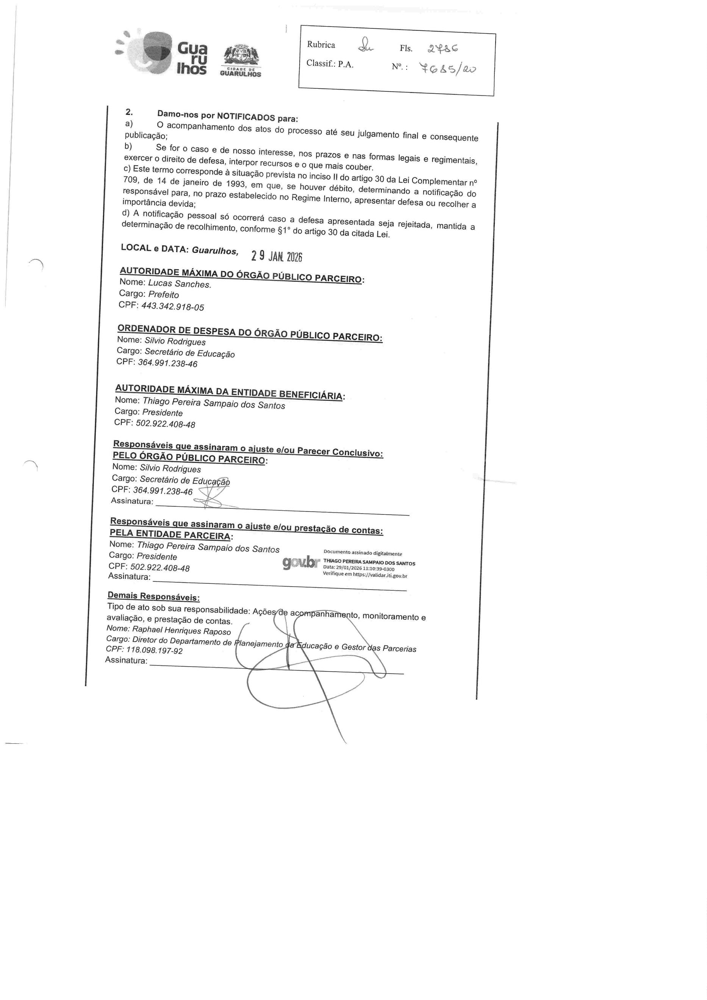 Gua
ru
lhos
CIDADE DE
GUARULHOS
Rubrica Fls. 2786
Classif.: P.A. Nº. : 7685/20
2. Damo-nos por NOTIFICADOS para:
a) O acompanhamento dos atos do processo até seu julgamento final e consequente
publicação;
b) Se for o caso e de nosso interesse, nos prazos e nas formas legais e regimentais,
exercer o direito de defesa, interpor recursos e o que mais couber.
c) Este termo corresponde à situação prevista no inciso II do artigo 30 da Lei Complementar nº
709, de 14 de janeiro de 1993, em que, se houver débito, determinando a notificação do
responsável para, no prazo estabelecido no Regime Interno, apresentar defesa ou recolher a
importância devida;
d) A notificação pessoal só ocorrerá caso a defesa apresentada seja rejeitada, mantida a
determinação de recolhimento, conforme §1° do artigo 30 da citada Lei.
LOCAL e DATA: Guarulhos, 29 JAN. 2026
AUTORIDADE MÁXIMA DO ÓRGÃO PÚBLICO PARCEIRO:
Nome: Lucas Sanches.
Cargo: Prefeito
CPF: 443.342.918-05
ORDENADOR DE DESPESA DO ÓRGÃO PÚBLICO PARCEIRO:
Nome: Silvio Rodrigues
Cargo: Secretário de Educação
CPF: 364.991.238-46
AUTORIDADE MÁXIMA DA ENTIDADE BENEFICIÁRIA:
Nome: Thiago Pereira Sampaio dos Santos
Cargo: Presidente
CPF: 502.922.408-48
Responsáveis que assinaram o ajuste e/ou Parecer Conclusivo:
PELO ÓRGÃO PÚBLICO PARCEIRO:
Nome: Silvio Rodrigues
Cargo: Secretário de Educação
CPF: 364.991.238-46
Assinatura:
Responsáveis que assinaram o ajuste e/ou prestação de contas:
PELA ENTIDADE PARCEIRA:
Nome: Thiago Pereira Sampaio dos Santos
Cargo: Presidente
CPF: 502.922.408-48
Assinatura:
gov.br
Documento assinado digitalmente
THIAGO PEREIRA SAMPAIO DOS SANTOS
Data: 29/01/2026 11:10:39-0300
Verifique em https://validar.iti.gov.br
Demais Responsáveis:
Tipo de ato sob sua responsabilidade: Ações de acompanhamento, monitoramento e
avaliação, e prestação de contas.
Nome: Raphael Henriques Raposo
Cargo: Diretor do Departamento de Planejamento da Educação e Gestor das Parcerias
CPF: 118.098.197-92
Assinatura: